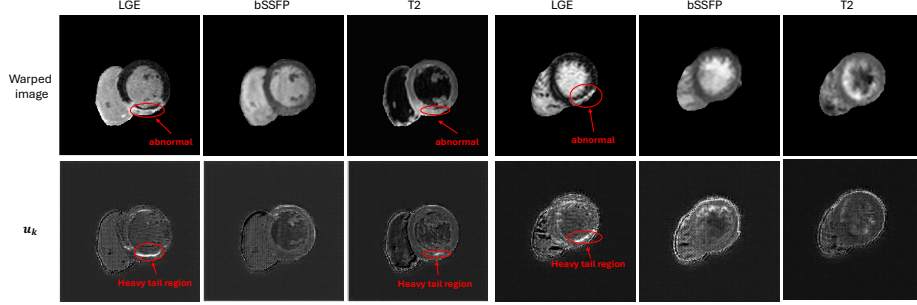 LGE bSSFP T2 LGE bSSFP T2
Warped
image
abnormal abnormal abnormal
u_k
Heavy tail region Heavy tail region Heavy tail region